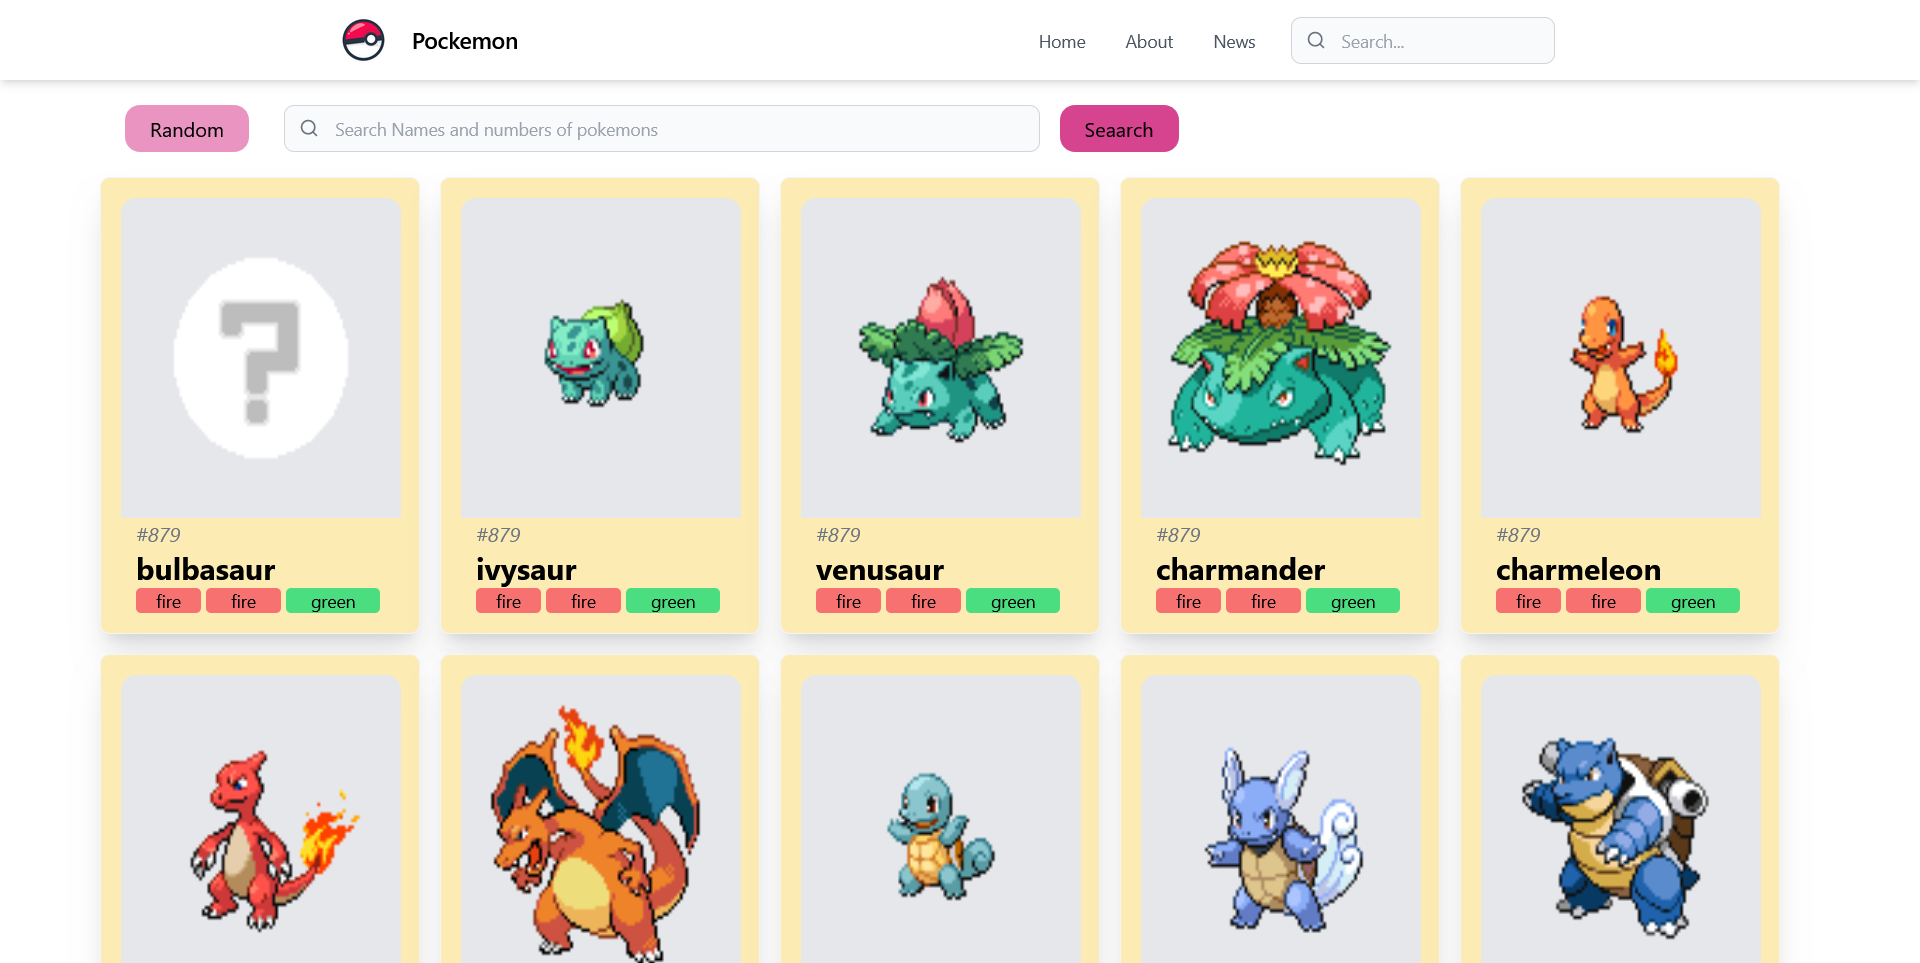 Pockemon
Home About News Search...
Random Search Names and numbers of pokemons Seaarch
?
#879 #879 #879 #879 #879
bulbasaur ivysaur venusaur charmander charmeleon
fire fire green fire fire green fire fire green fire fire green fire fire green